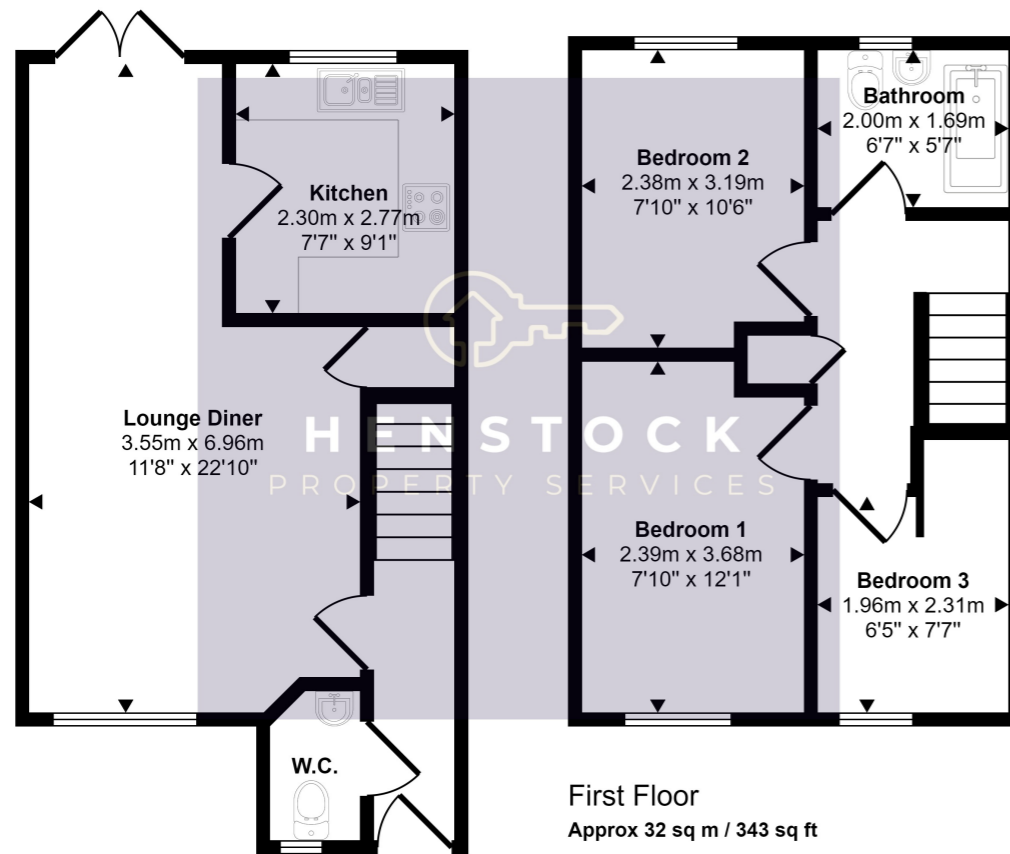 Kitchen
2.30m x 2.77m
7'7" x 9'1"
Lounge Diner
3.55m x 6.96m
11'8" x 22'10"
W.C.
Bedroom 2
2.38m x 3.19m
7'10" x 10'6"
Bathroom
2.00m x 1.69m
6'7" x 5'7"
Bedroom 1
2.39m x 3.68m
7'10" x 12'1"
Bedroom 3
1.96m x 2.31m
6'5" x 7'7"
HENSTOCK
PROPERTY SERVICES
First Floor
Approx 32 sq m / 343 sq ft